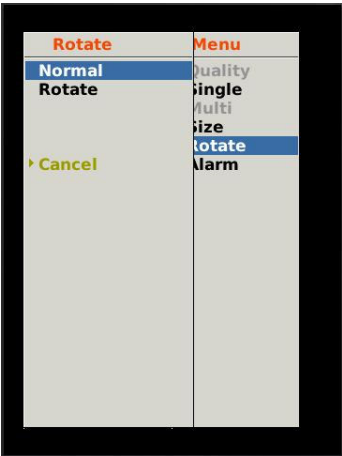 Rotate
Normal
Rotate
Cancel
Menu
Quality
Single
Multi
Size
Rotate
Alarm